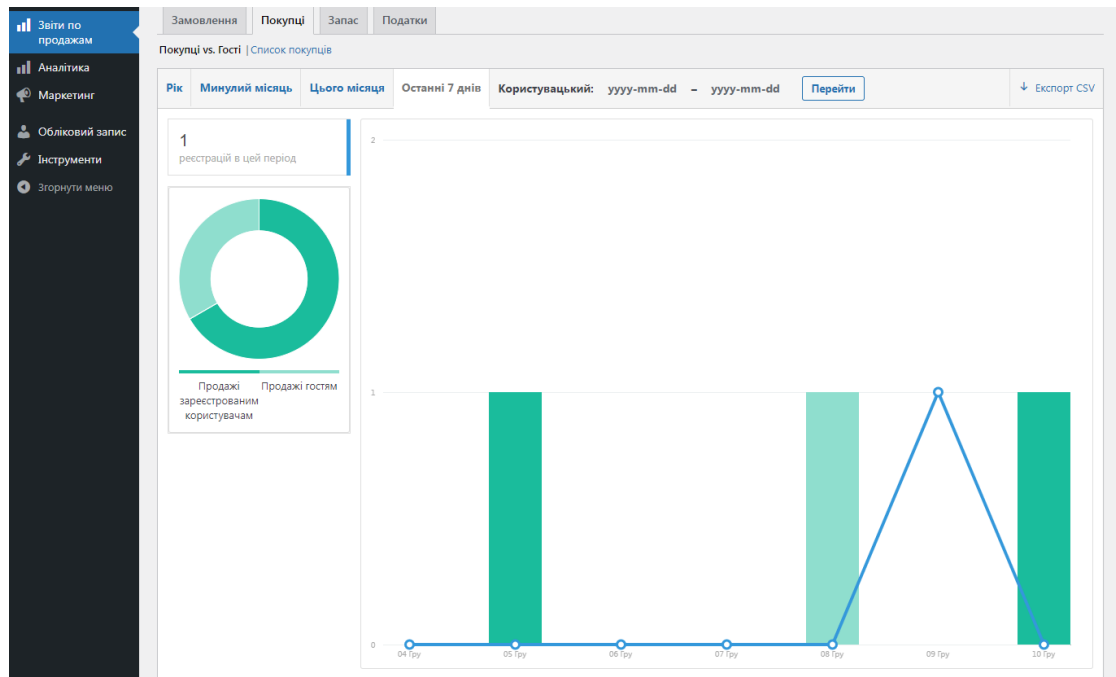 Звіти по
продажам
Аналітика
Маркетинг
Обліковий запис
Інструменти
Згорнути меню
Замовлення Покупці Запас Податки
Покупці vs. Гості | Список покупців
Рік Минулий місяць Цього місяця Останні 7 днів Користувацький: yyyy-mm-dd – yyyy-mm-dd Перейти Експорт CSV
1
реєстрацій в цей період
Продажі
зареєстрованим
користувачам
Продажі гостям
2
1
0
04 Гру 05 Гру 06 Гру 07 Гру 08 Гру 09 Гру 10 Гру